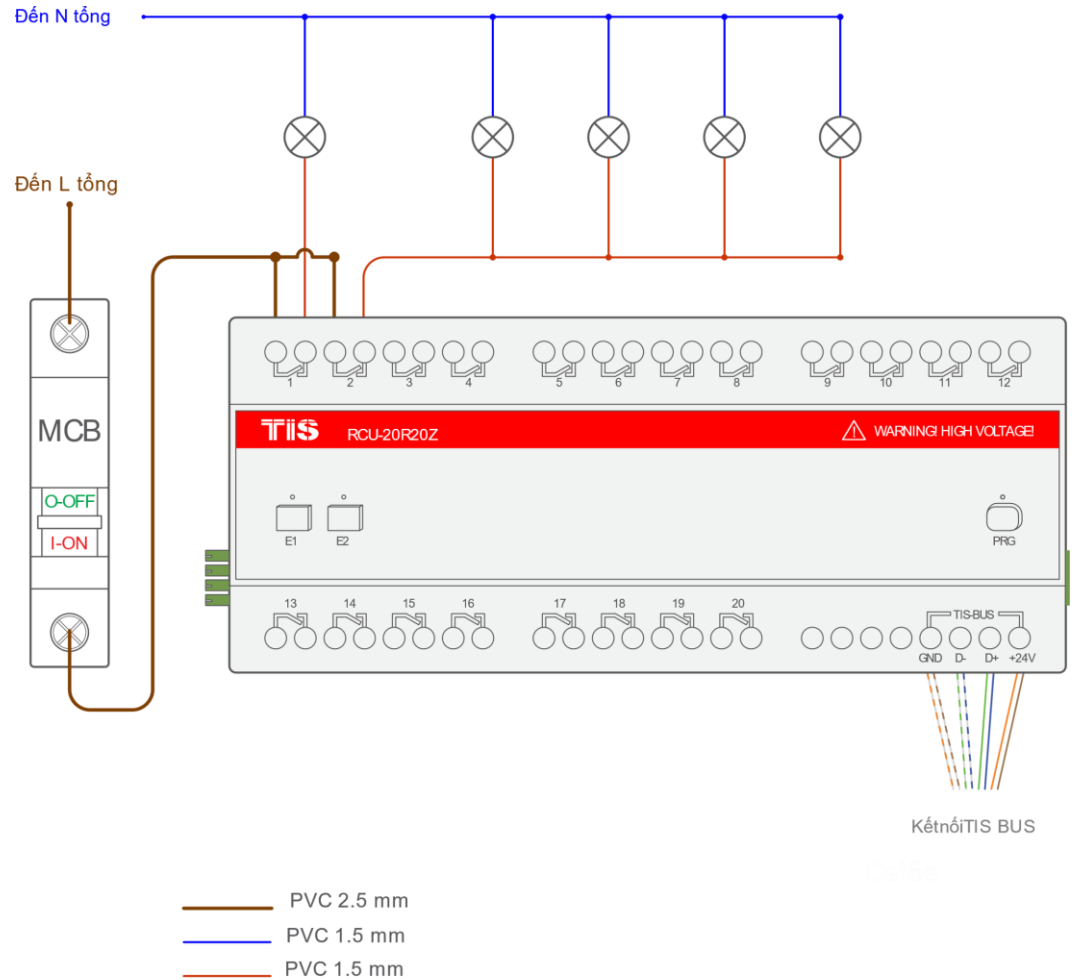 Đến N tổng
Đến L tổng
MCB
O-OFF
I-ON
1 2 3 4 5 6 7 8 9 10 11 12
TIS RCU-20R20Z WARNING! HIGH VOLTAGE!
E1 E2 PRG
13 14 15 16 17 18 19 20
TIS-BUS
GND D- D+ +24V
KếtnốiTIS BUS
PVC 2.5 mm
PVC 1.5 mm
PVC 1.5 mm